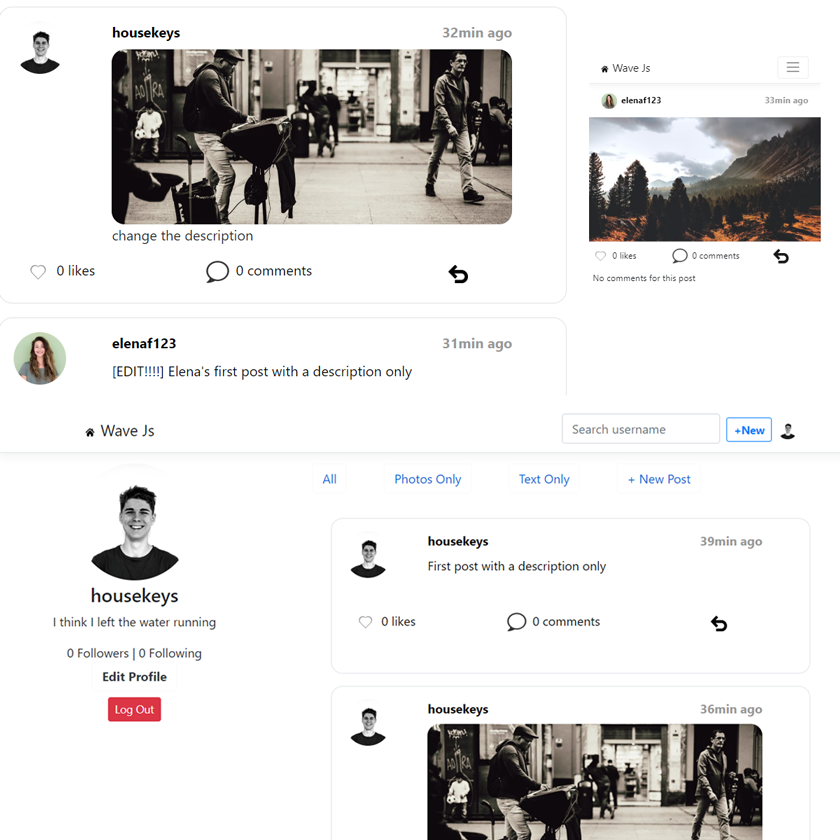 housekeys
32min ago
change the description
0 likes
0 comments
elenaf123
31min ago
[EDIT!!!!] Elena's first post with a description only
Wave Js
elenaf123
33min ago
0 likes
0 comments
No comments for this post
Wave Js
Search username
+New
housekeys
I think I left the water running
0 Followers | 0 Following
Edit Profile
Log Out
All
Photos Only
Text Only
+ New Post
housekeys
39min ago
First post with a description only
0 likes
0 comments
housekeys
36min ago